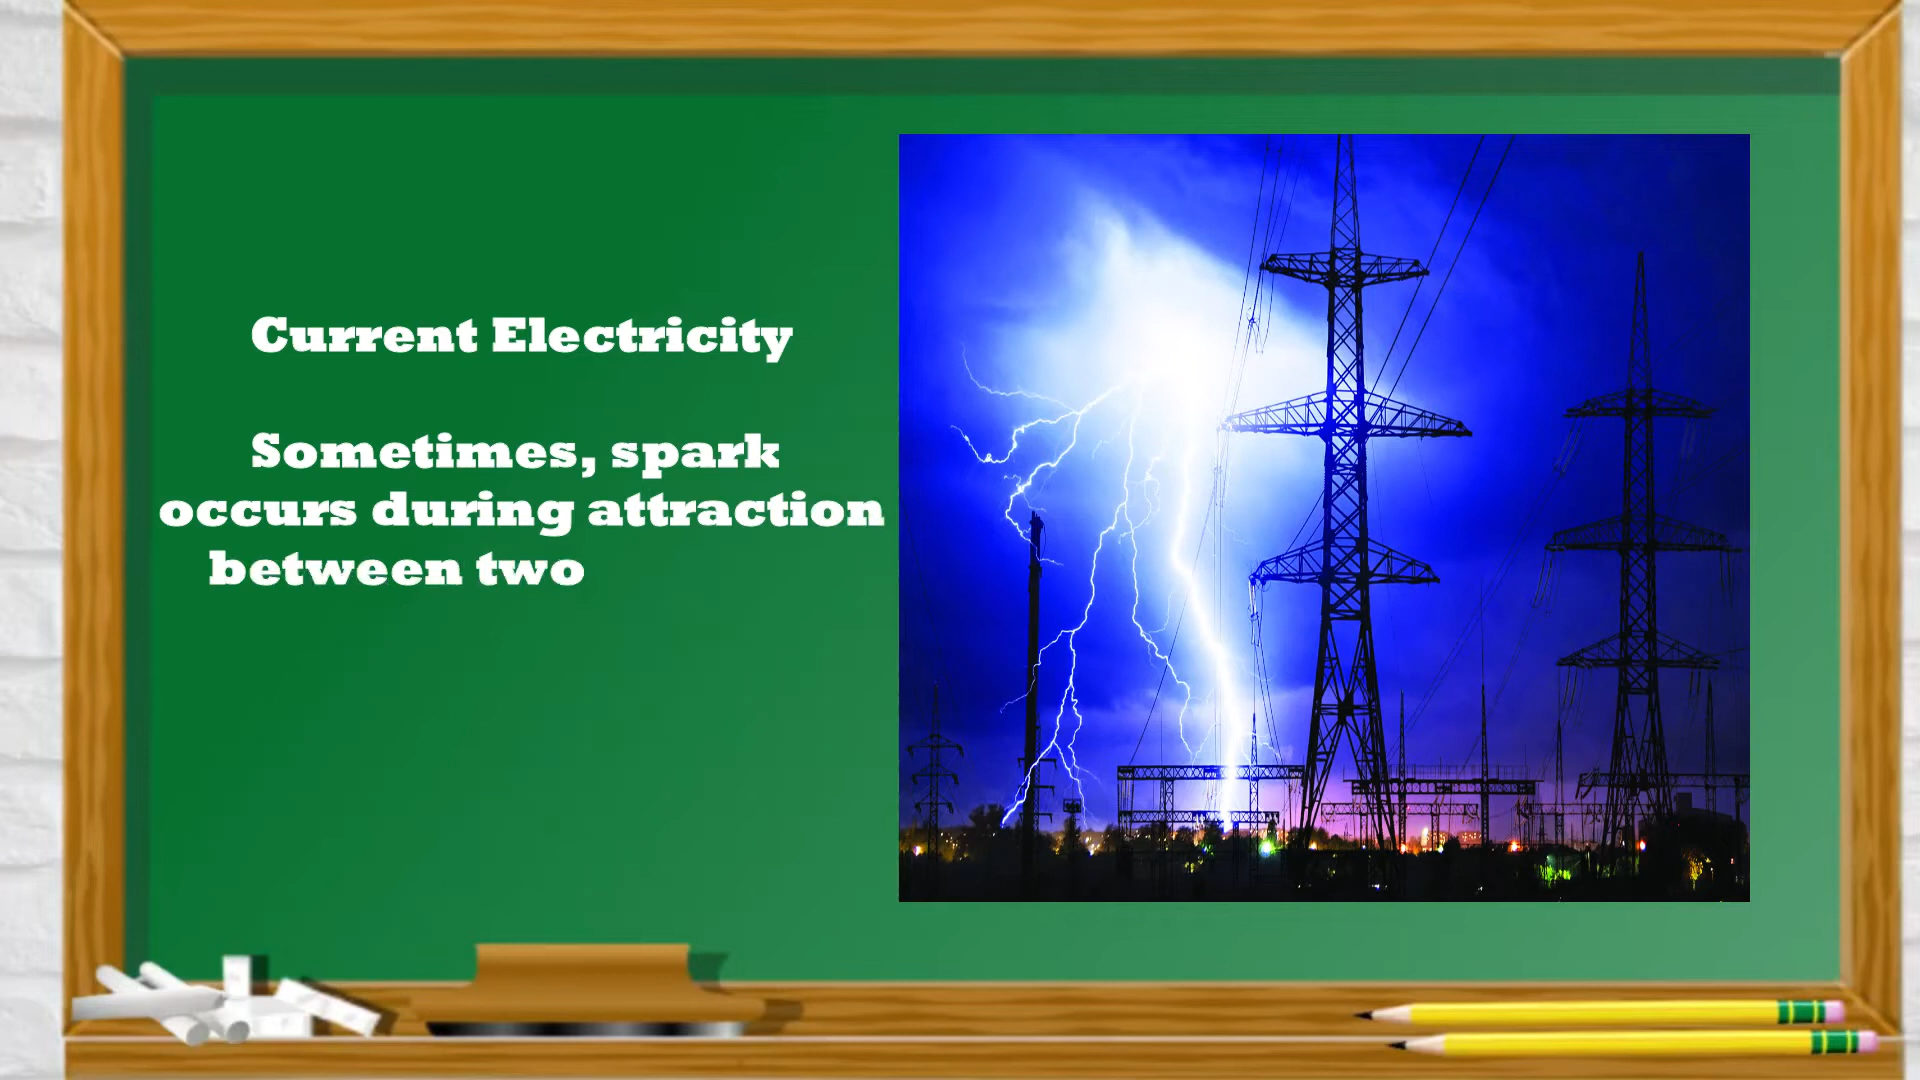 Current Electricity
Sometimes, spark
occurs during attraction
between two